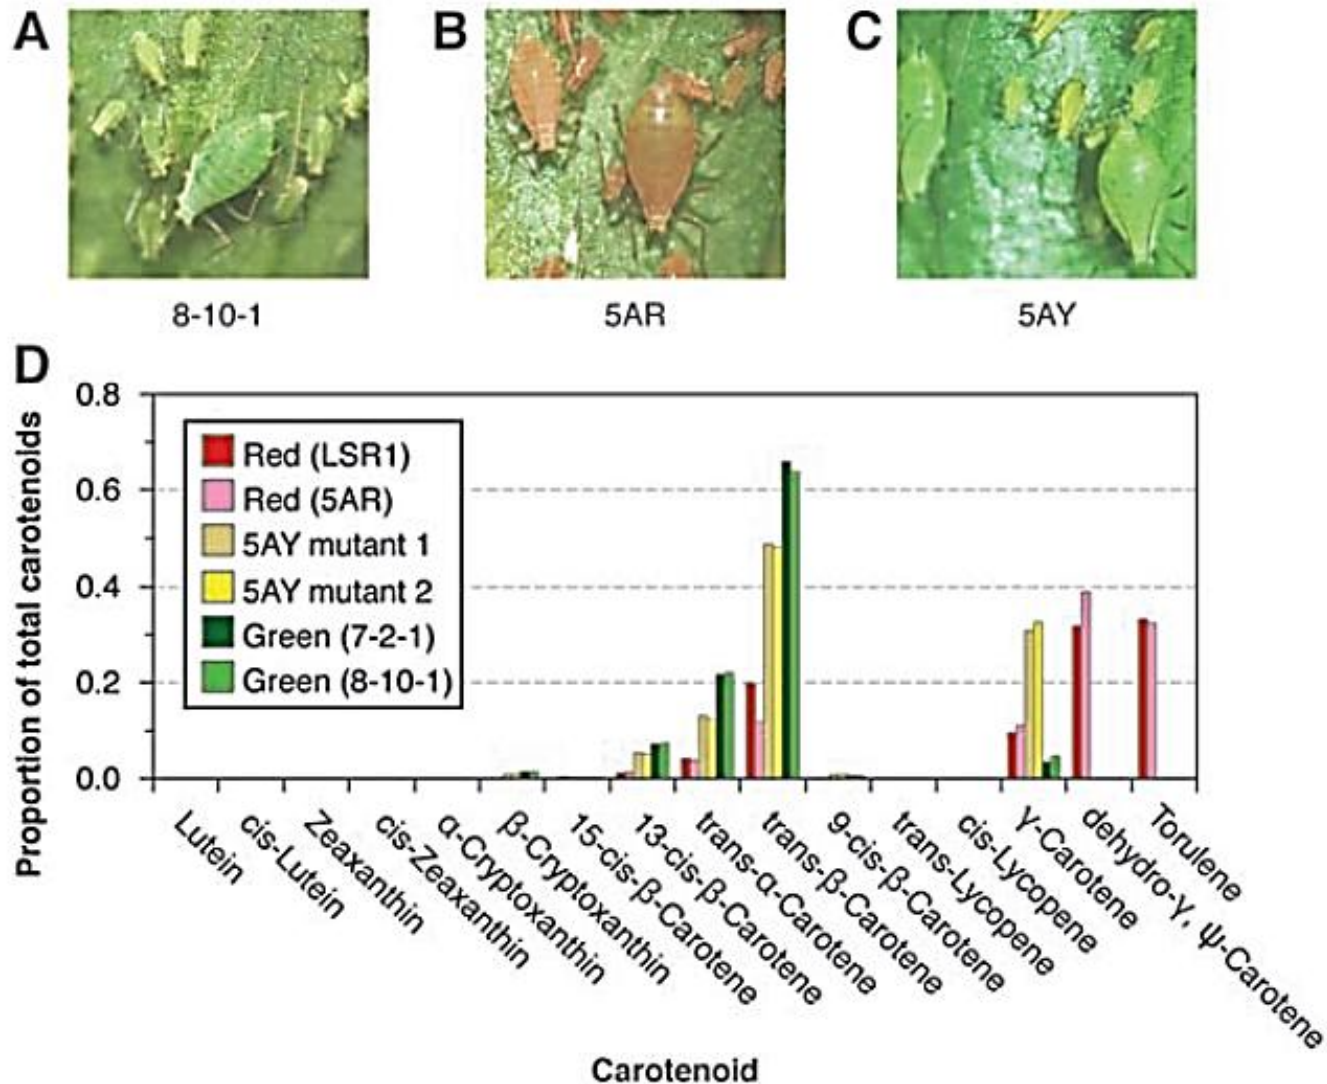 A
B
C
8-10-1
5AR
5AY
D
Proportion of total carotenoids
0.8
0.6
0.4
0.2
0.0
Red (LSR1)
Red (5AR)
5AY mutant 1
5AY mutant 2
Green (7-2-1)
Green (8-10-1)
Lutein
cis-Lutein
Zeaxanthin
cis-Zeaxanthin
α-Cryptoxanthin
β-Cryptoxanthin
15-cis-β-Carotene
13-cis-β-Carotene
trans-α-Carotene
trans-β-Carotene
9-cis-β-Carotene
trans-Lycopene
cis-Lycopene
γ-Carotene
dehydro-γ, ψ-Carotene
Torulene
Carotenoid